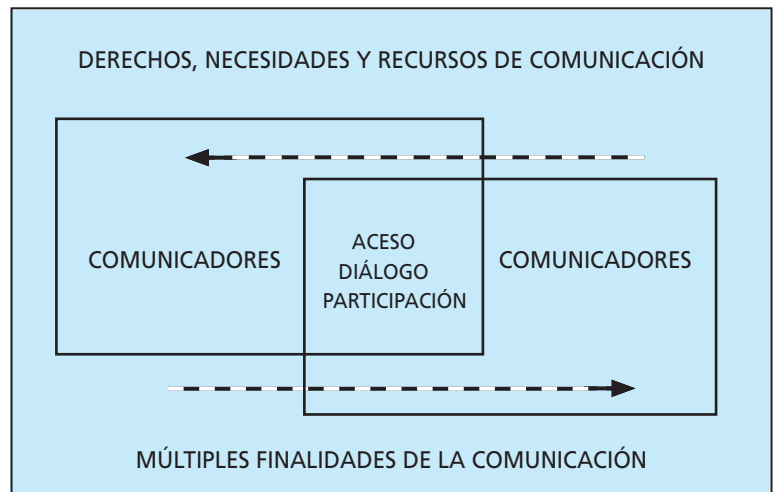 DERECHOS, NECESIDADES Y RECURSOS DE COMUNICACIÓN
COMUNICADORES
ACESO
DIÁLOGO
PARTICIPACIÓN
COMUNICADORES
MÚLTIPLES FINALIDADES DE LA COMUNICACIÓN